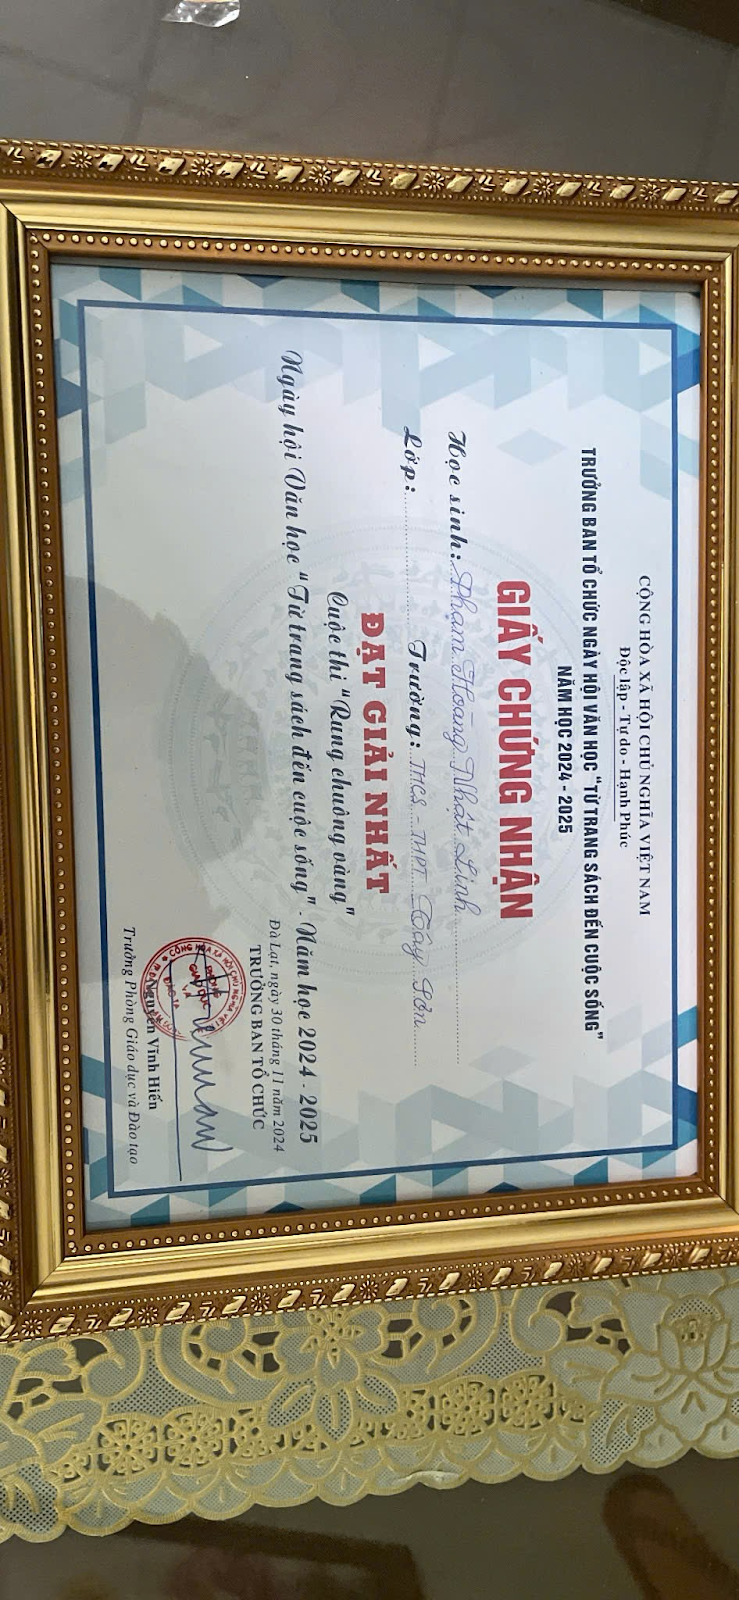 CỘNG HÒA XÃ HỘI CHỦ NGHĨA VIỆT NAM
Độc lập - Tự do - Hạnh Phúc
TRƯỞNG BAN TỔ CHỨC NGÀY HỘI VĂN HỌC "TỪ TRANG SÁCH ĐẾN CUỘC SỐNG"
NĂM HỌC 2024 - 2025
GIẤY CHỨNG NHẬN
Học sinh: Phạm Hoàng Nhật Linh
Lớp: Trường: THCS - THPT Tây Sơn
ĐẠT GIẢI NHẤT
Cuộc thi "Rung chuông vàng"
Ngày hội Văn học "Từ trang sách đến cuộc sống". Năm học 2024 - 2025
Đà Lạt, ngày 30 tháng 11 năm 2024
TRƯỞNG BAN TỔ CHỨC
Nguyễn Vĩnh Hiến
Trưởng Phòng Giáo dục và Đào tạo